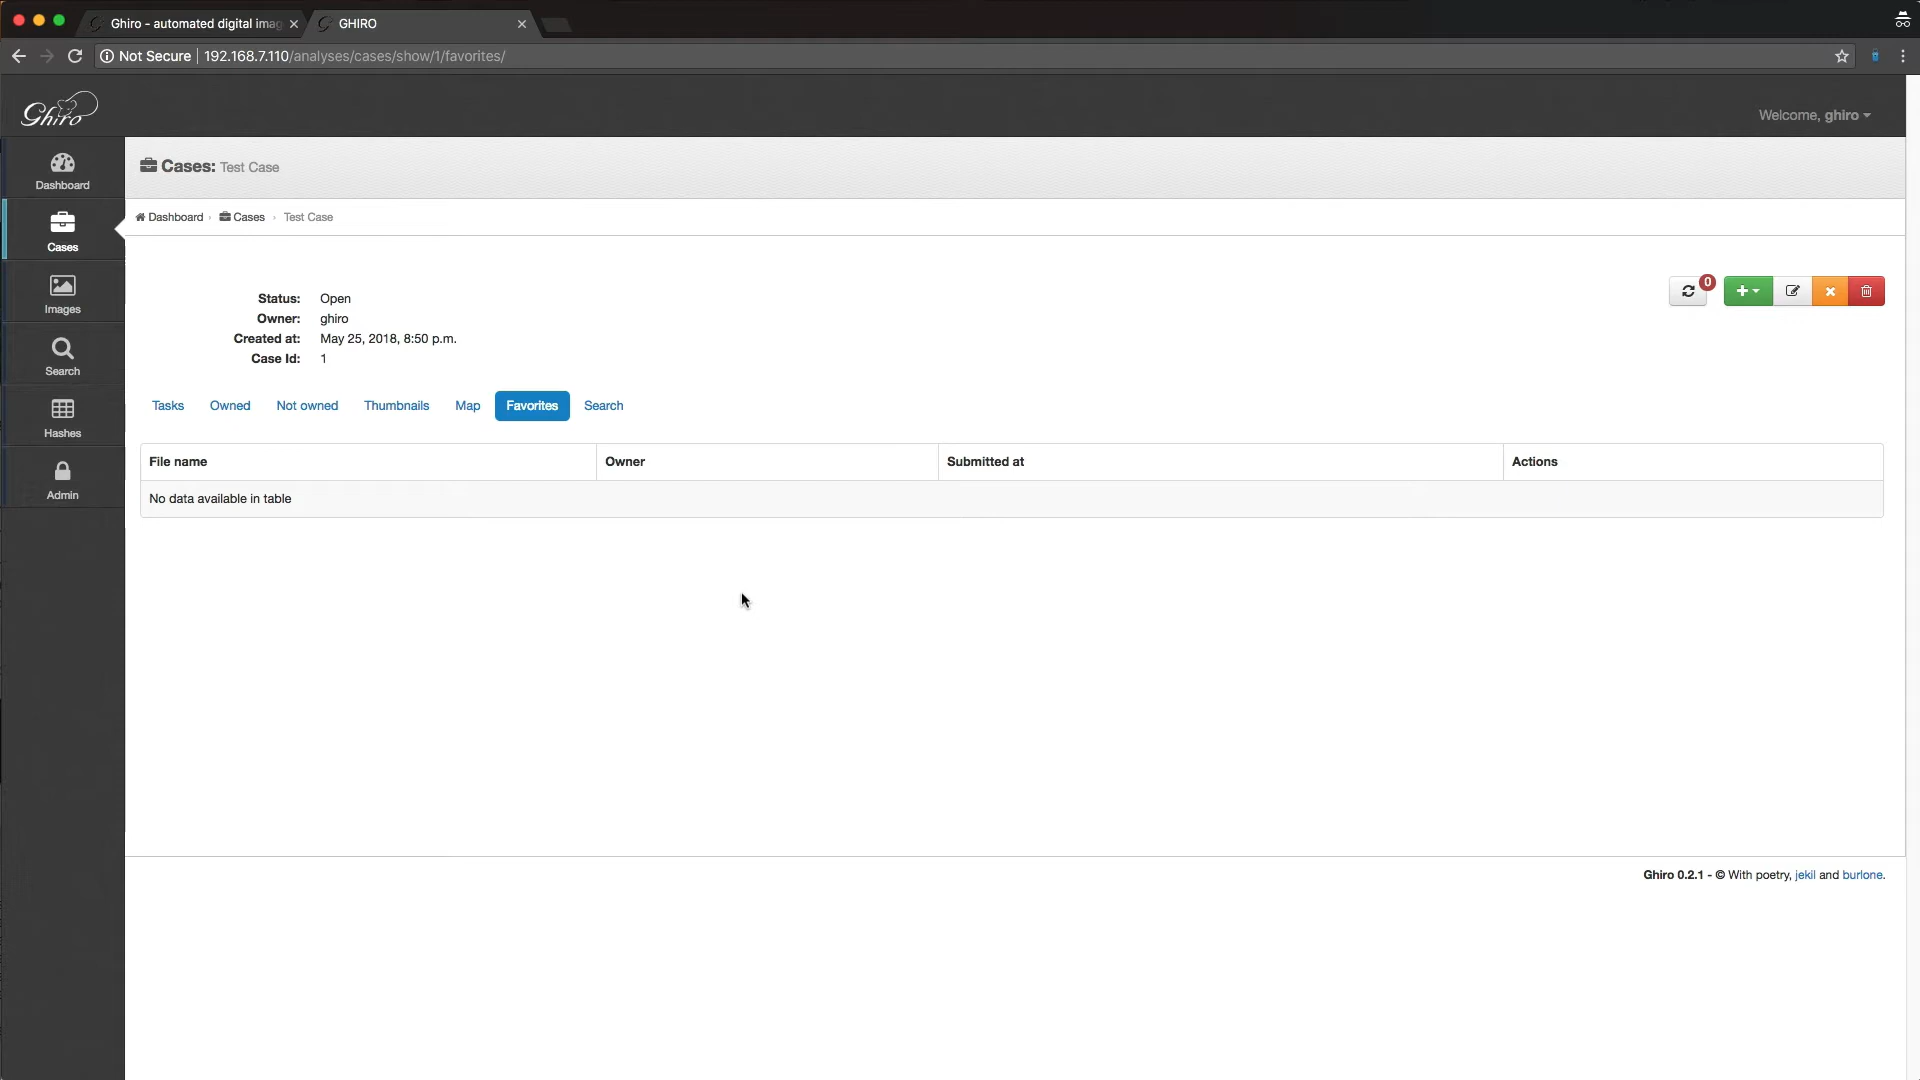 Ghiro - automated digital imag
GHIRO
Not Secure | 192.168.7.110/analyses/cases/show/1/favorites/
Ghiro
Welcome, ghiro
Dashboard
Cases
Images
Search
Hashes
Admin
Cases: Test Case
Dashboard › Cases › Test Case
0
Status: Open
Owner: ghiro
Created at: May 25, 2018, 8:50 p.m.
Case Id: 1
Tasks Owned Not owned Thumbnails Map Favorites Search
File name Owner Submitted at Actions
No data available in table
Ghiro 0.2.1 - © With poetry, jekil and burlone.